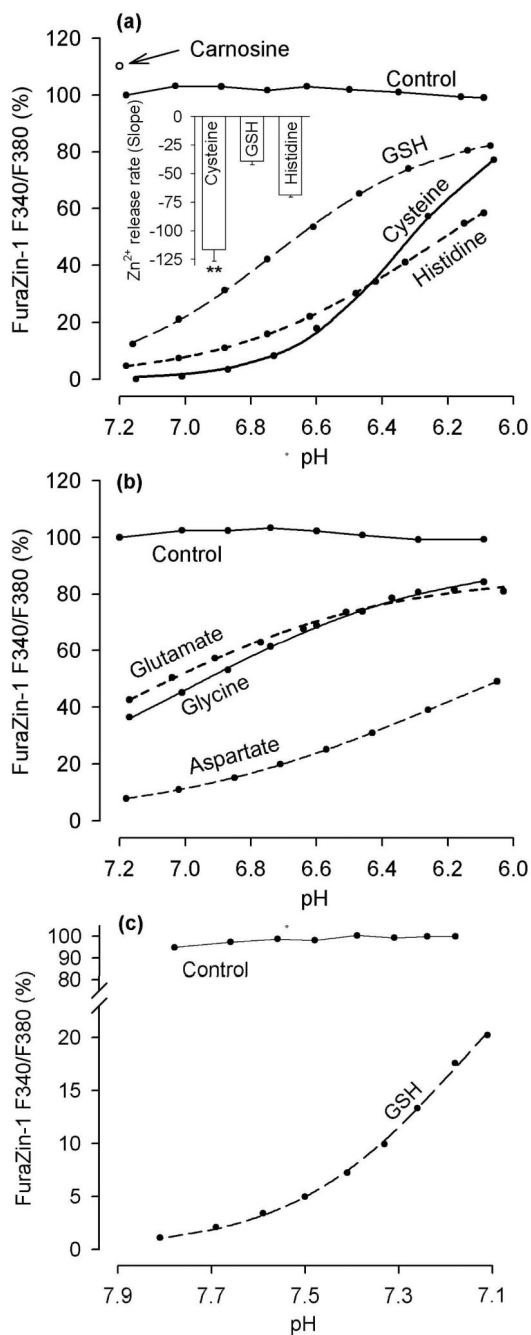 (a)
120
Carnosine
Control
100
80
60
40
20
0
FuraZin-1 F340/F380 (%)
0
-25
-50
-75
-100
-125
Zn²⁺ release rate (Slope)
Cysteine
GSH
Histidine
**
GSH
Cysteine
Histidine
7.2 7.0 6.8 6.6 6.4 6.2 6.0
pH
(b)
120
100
80
60
40
20
0
FuraZin-1 F340/F380 (%)
Control
Glutamate
Glycine
Aspartate
7.2 7.0 6.8 6.6 6.4 6.2 6.0
pH
(c)
100
90
80
20
15
10
5
0
FuraZin-1 F340/F380 (%)
Control
GSH
7.9 7.7 7.5 7.3 7.1
pH